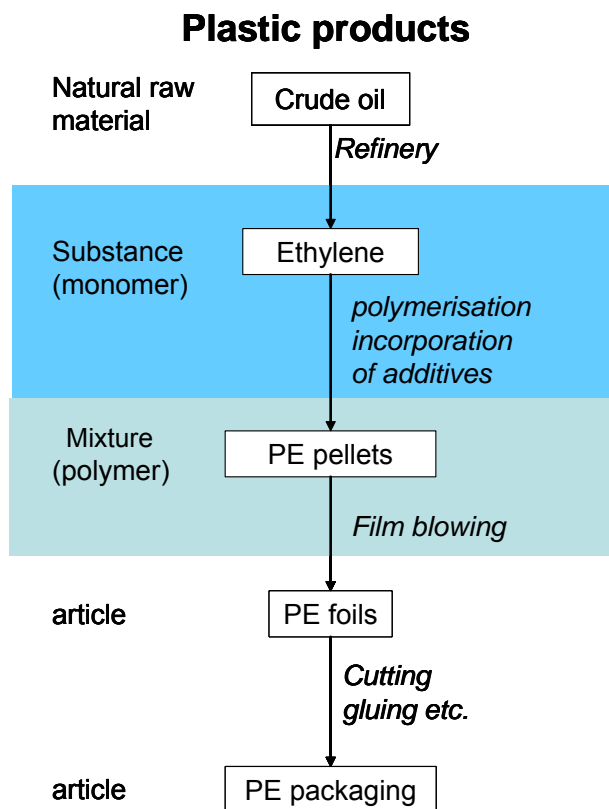 Plastic products
Natural raw
material
Crude oil
Refinery
Substance
(monomer)
Ethylene
polymerisation
incorporation
of additives
Mixture
(polymer)
PE pellets
Film blowing
article
PE foils
Cutting
gluing etc.
article
PE packaging